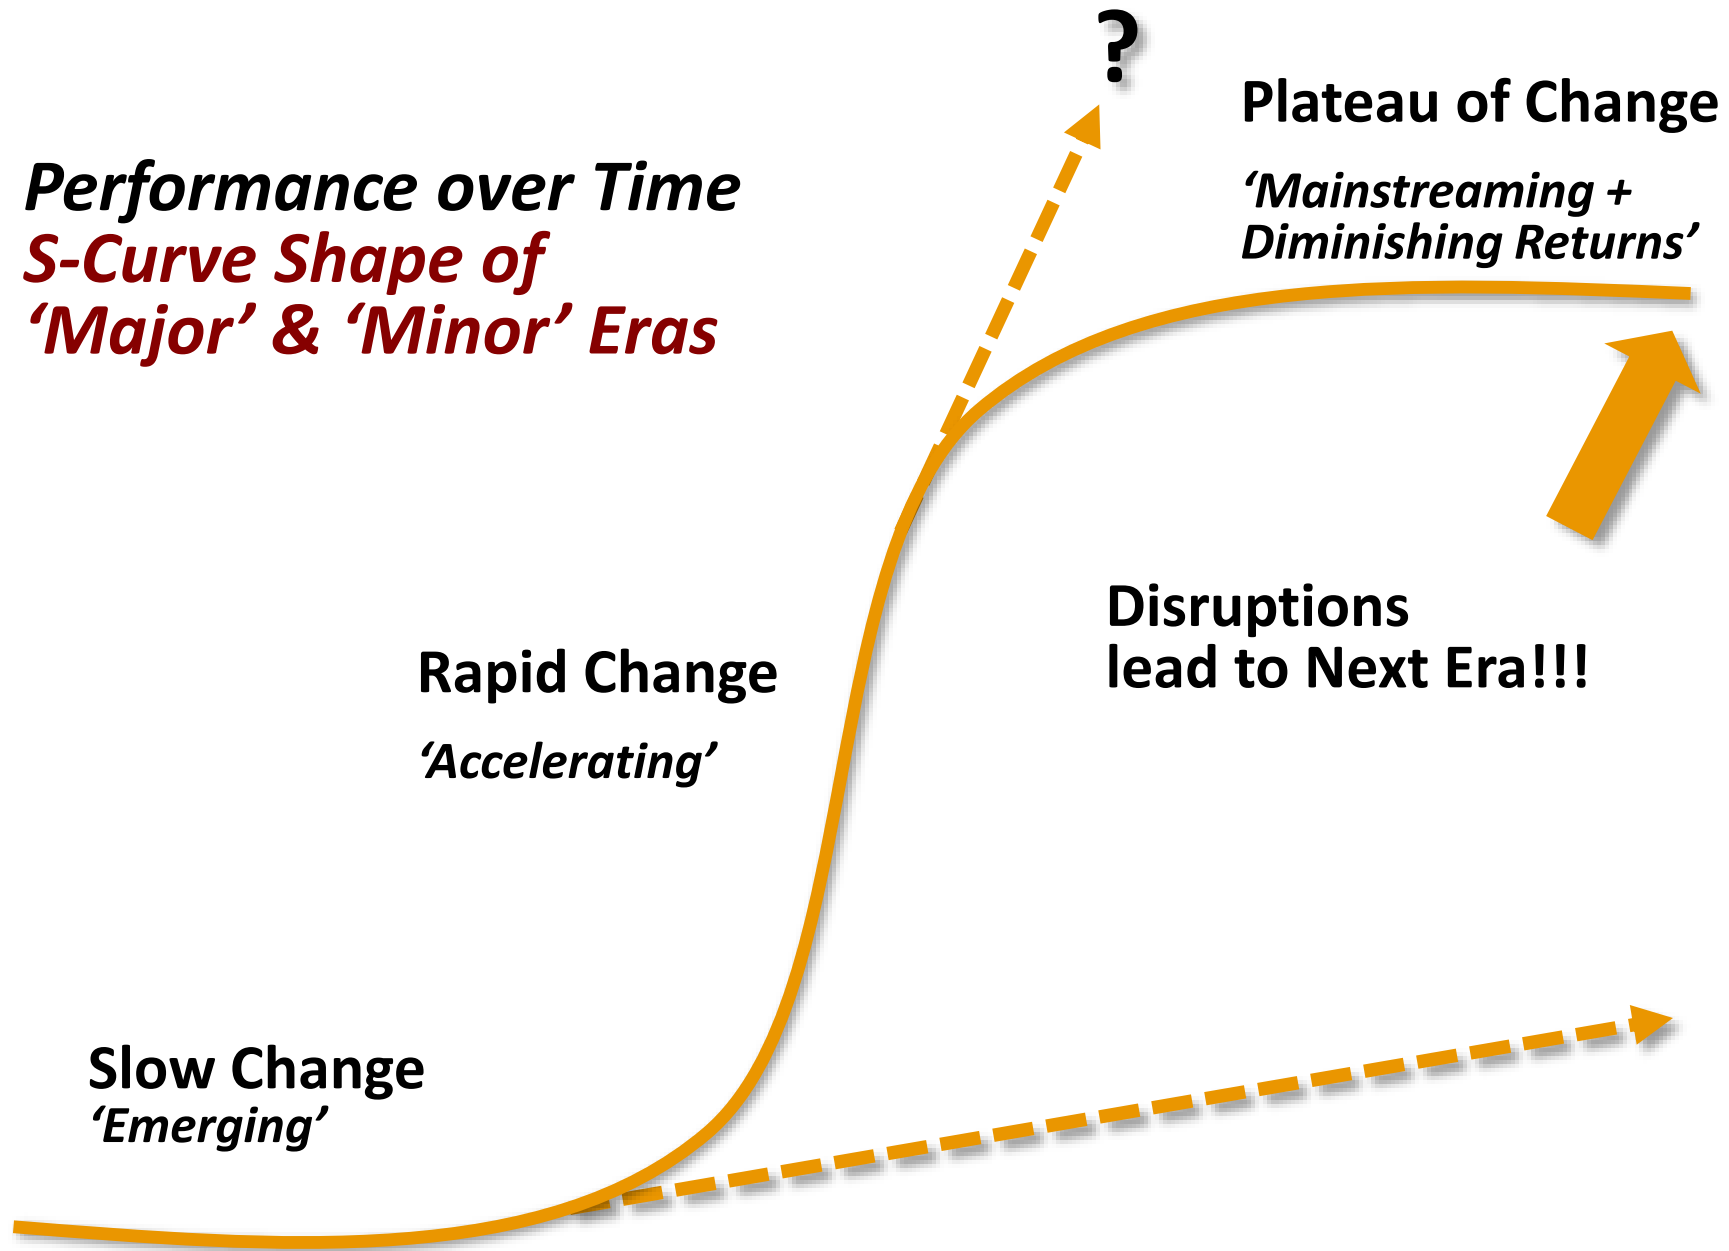 ?
Plateau of Change
‘Mainstreaming +
Diminishing Returns’
Performance over Time
S-Curve Shape of
‘Major’ & ‘Minor’ Eras
Disruptions
lead to Next Era!!!
Rapid Change
‘Accelerating’
Slow Change
‘Emerging’